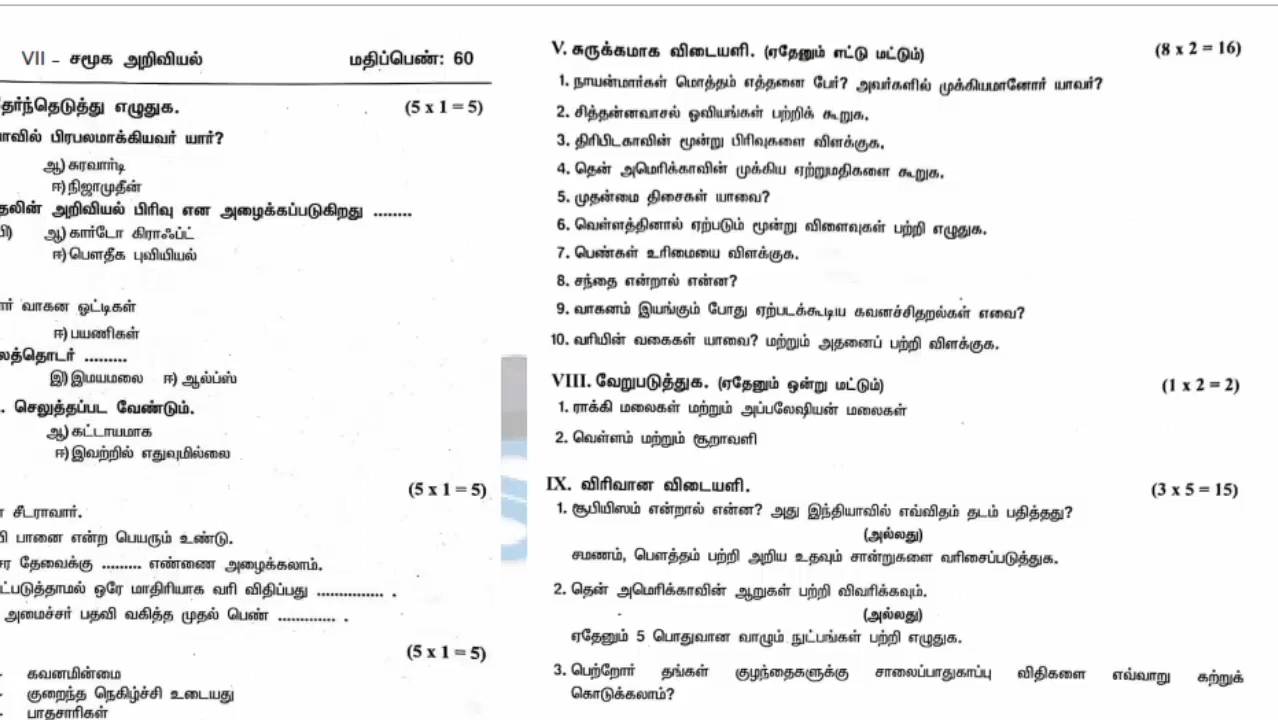 VII - சமூக அறிவியல் மதிப்பெண்: 60
தேர்ந்தெடுத்து எழுதுக. (5 x 1 = 5)
பிரபலமாக்கியவர் யார்?
ஆ) சுரவார்டி
ஈ) நிஜாமுதீன்
அறிவியல் பிரிவு என அழைக்கப்படுகிறது ........
ஆ) கார்டோ கிராஃப்ட்
ஈ) பௌதீக புவியியல்
வாகன ஓட்டிகள்
ஈ) பயணிகள்
லைத்தொடர் .........
இ) இமயமலை ஈ) ஆல்ப்ஸ்
. செலுத்தப்பட வேண்டும்.
ஆ) கட்டாயமாக
ஈ) இவற்றில் எதுவுமில்லை
(5 x 1 = 5)
சீடராவார்.
பானை என்ற பெயரும் உண்டு.
தேவைக்கு ......... எண்ணை அழைக்கலாம்.
ஒரே மாதிரியாக வரி விதிப்பது ............... .
அமைச்சர் பதவி வகித்த முதல் பெண் ............. .
(5 x 1 = 5)
- கவனமின்மை
- குறைந்த நெகிழ்ச்சி உடையது
- பாதசாரிகள்
V. சுருக்கமாக விடையளி. (ஏதேனும் எட்டு மட்டும்) (8 x 2 = 16)
1. நாயன்மார்கள் மொத்தம் எத்தனை பேர்? அவர்களில் முக்கியமானோர் யாவர்?
2. சித்தன்னவாசல் ஓவியங்கள் பற்றிக் கூறுக.
3. திரிபிடகாவின் மூன்று பிரிவுகளை விளக்குக.
4. தென் அமெரிக்காவின் முக்கிய ஏற்றுமதிகளை கூறுக.
5. முதன்மை திசைகள் யாவை?
6. வெள்ளத்தினால் ஏற்படும் மூன்று விளைவுகள் பற்றி எழுதுக.
7. பெண்கள் உரிமையை விளக்குக.
8. சந்தை என்றால் என்ன?
9. வாகனம் இயங்கும் போது ஏற்படக்கூடிய கவனச்சிதறல்கள் எவை?
10. வரியின் வகைகள் யாவை? மற்றும் அதனைப் பற்றி விளக்குக.
VIII. வேறுபடுத்துக. (ஏதேனும் ஒன்று மட்டும்) (1 x 2 = 2)
1. ராக்கி மலைகள் மற்றும் அப்பலேஷியன் மலைகள்
2. வெள்ளம் மற்றும் சூறாவளி
IX. விரிவான விடையளி. (3 x 5 = 15)
1. சூபியிஸம் என்றால் என்ன? அது இந்தியாவில் எவ்விதம் தடம் பதித்தது?
(அல்லது)
சமணம், பௌத்தம் பற்றி அறிய உதவும் சான்றுகளை வரிசைப்படுத்துக.
2. தென் அமெரிக்காவின் ஆறுகள் பற்றி விவரிக்கவும்.
(அல்லது)
ஏதேனும் 5 பொதுவான வாழும் நுட்பங்கள் பற்றி எழுதுக.
3. பெற்றோர் தங்கள் குழந்தைகளுக்கு சாலைப்பாதுகாப்பு விதிகளை எவ்வாறு கற்றுக்
கொடுக்கலாம்?